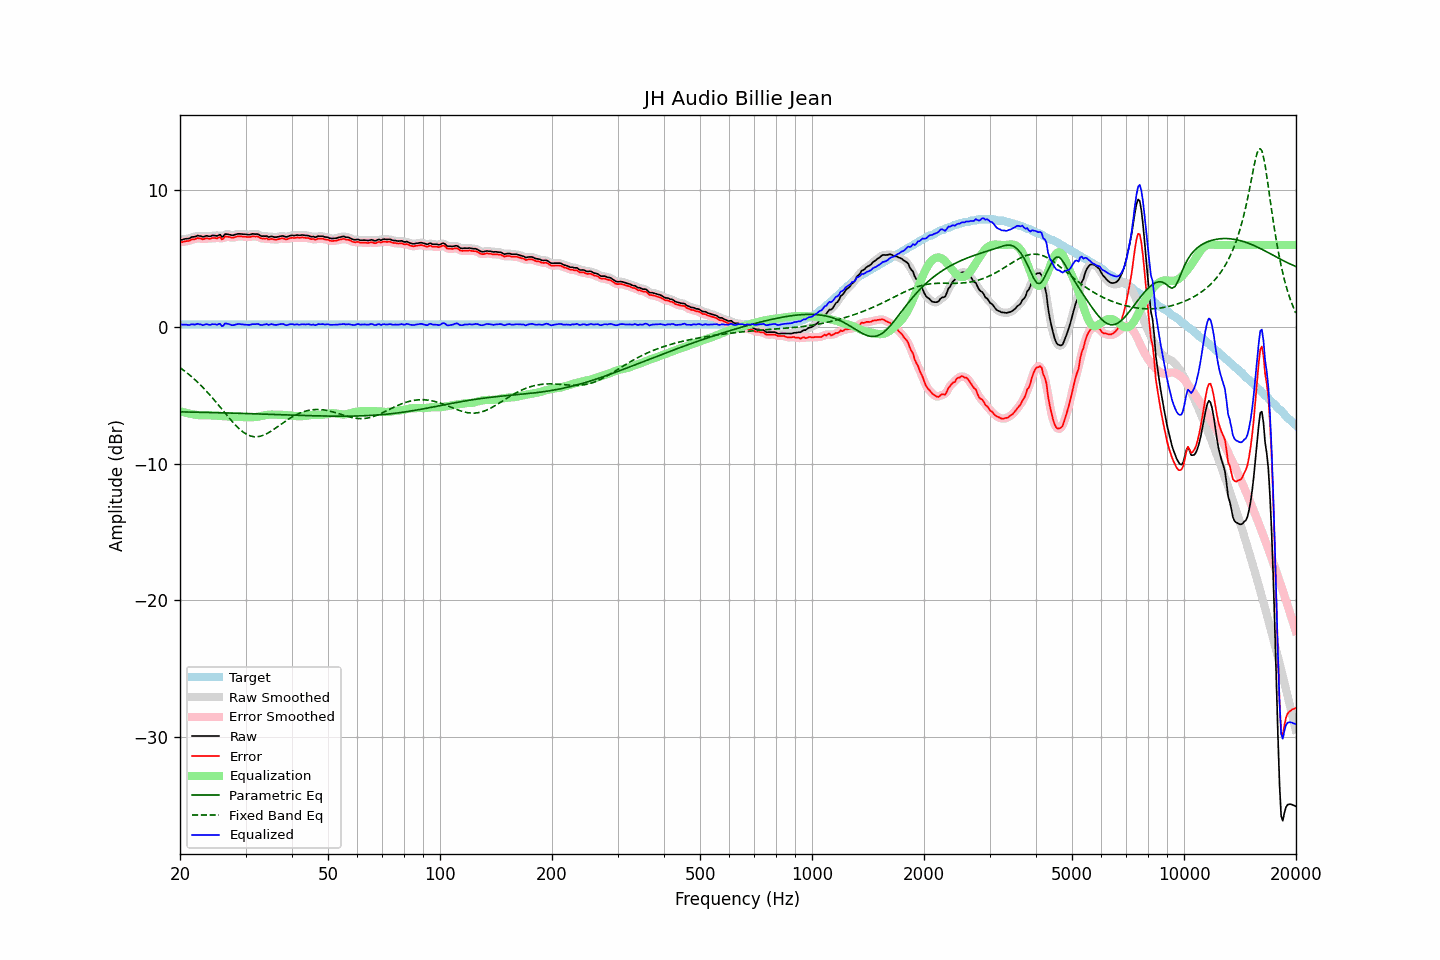 JH Audio Billie Jean
10
0
−10
−20
−30
Amplitude (dBr)
Target
Raw Smoothed
Error Smoothed
Raw
Error
Equalization
Parametric Eq
Fixed Band Eq
Equalized
20 50 100 200 500 1000 2000 5000 10000 20000
Frequency (Hz)